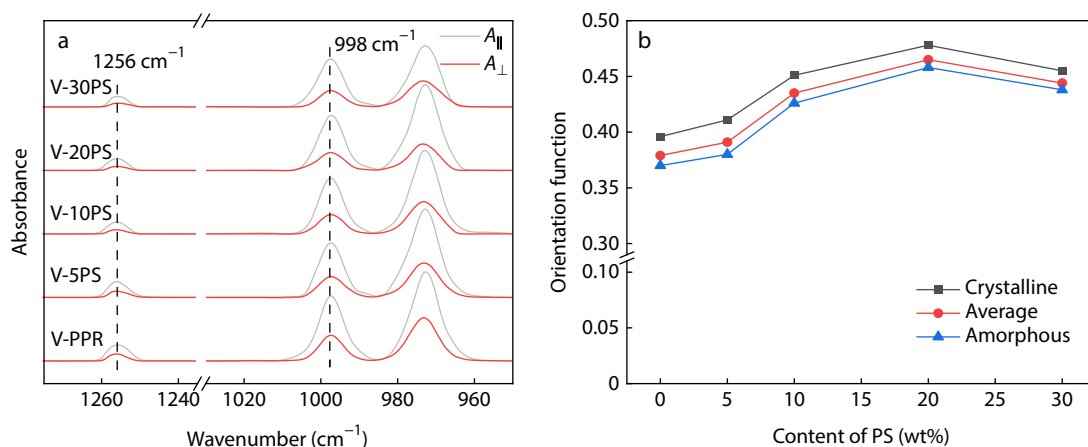 a
1256 cm⁻¹
998 cm⁻¹
A∥
A⊥
V-30PS
V-20PS
V-10PS
V-5PS
V-PPR
Absorbance
1260
1240
1020
1000
980
960
Wavenumber (cm⁻¹)
b
0.50
0.45
0.40
0.35
0.30
0.10
0.05
0
Orientation function
Crystalline
Average
Amorphous
0
5
10
15
20
25
30
Content of PS (wt%)